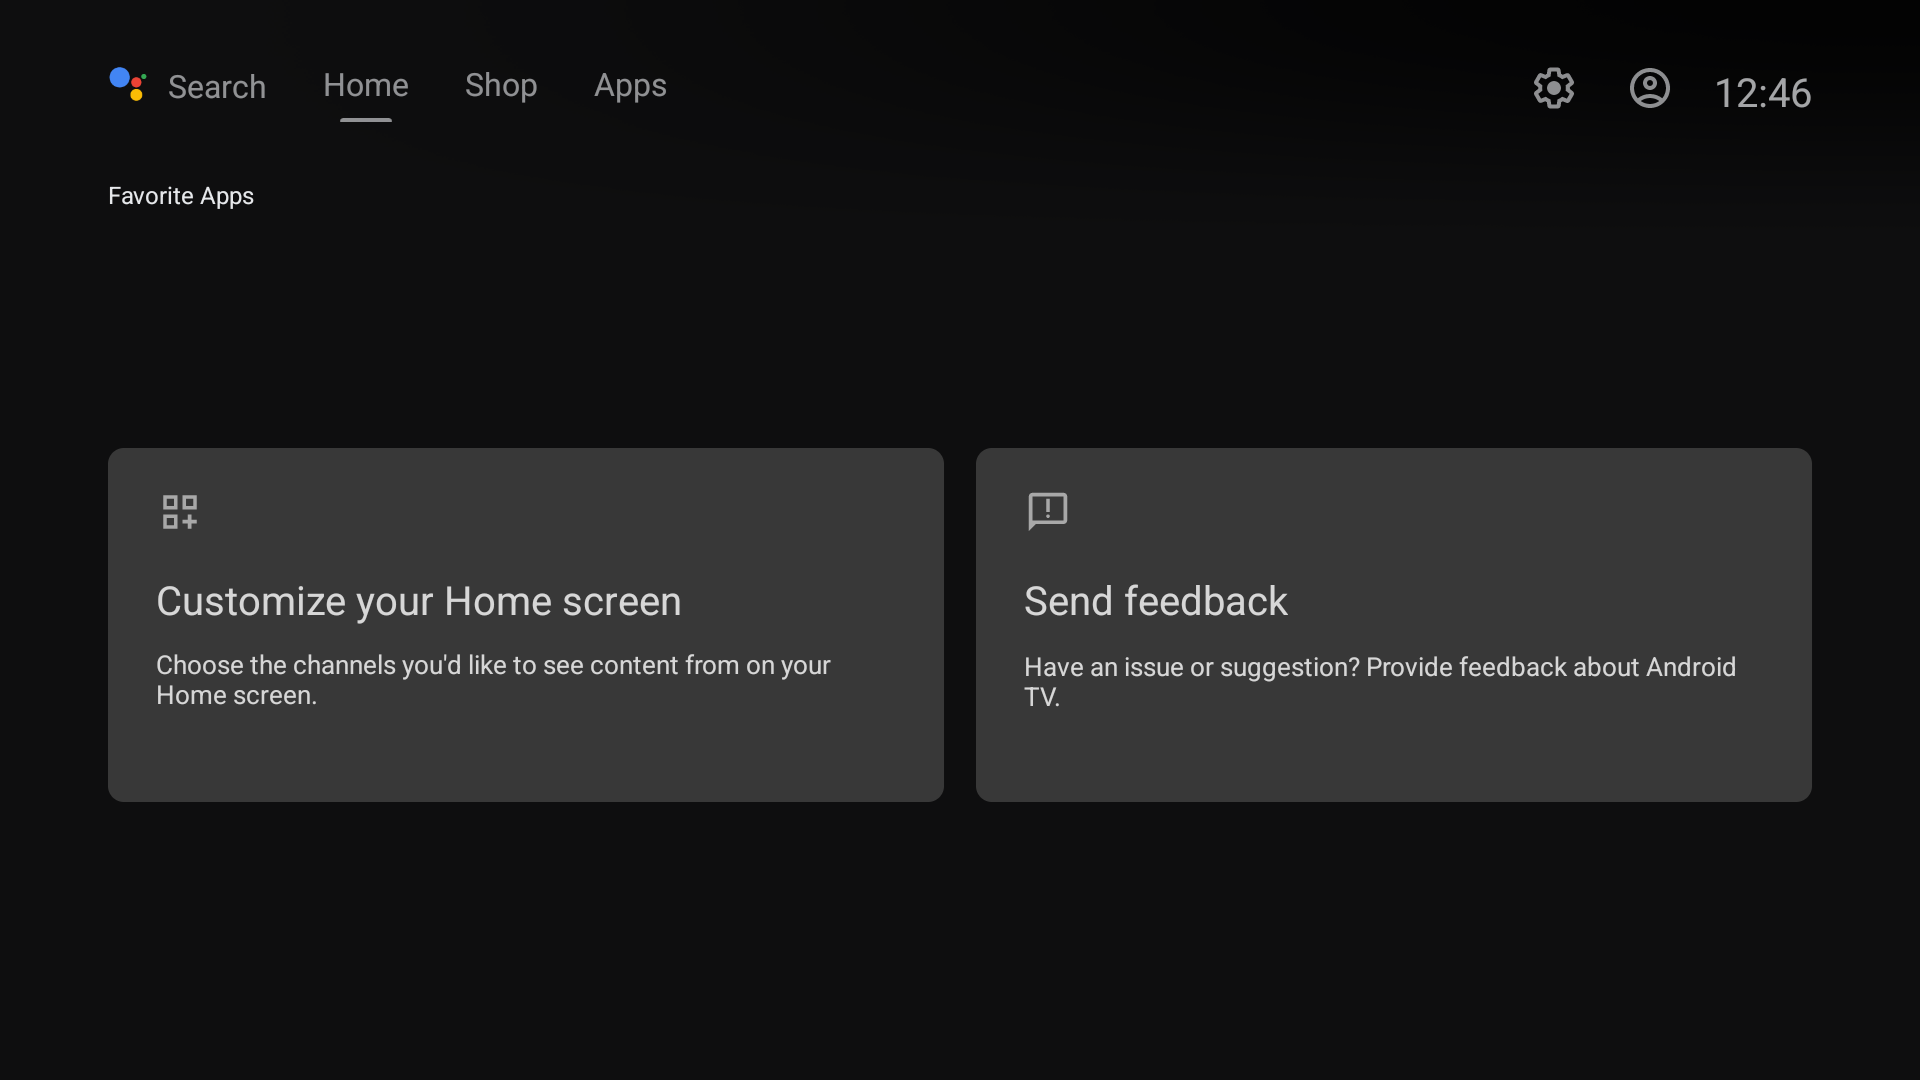 Search Home Shop Apps 12:46
Favorite Apps
Customize your Home screen
Choose the channels you'd like to see content from on your
Home screen.
Send feedback
Have an issue or suggestion? Provide feedback about Android
TV.